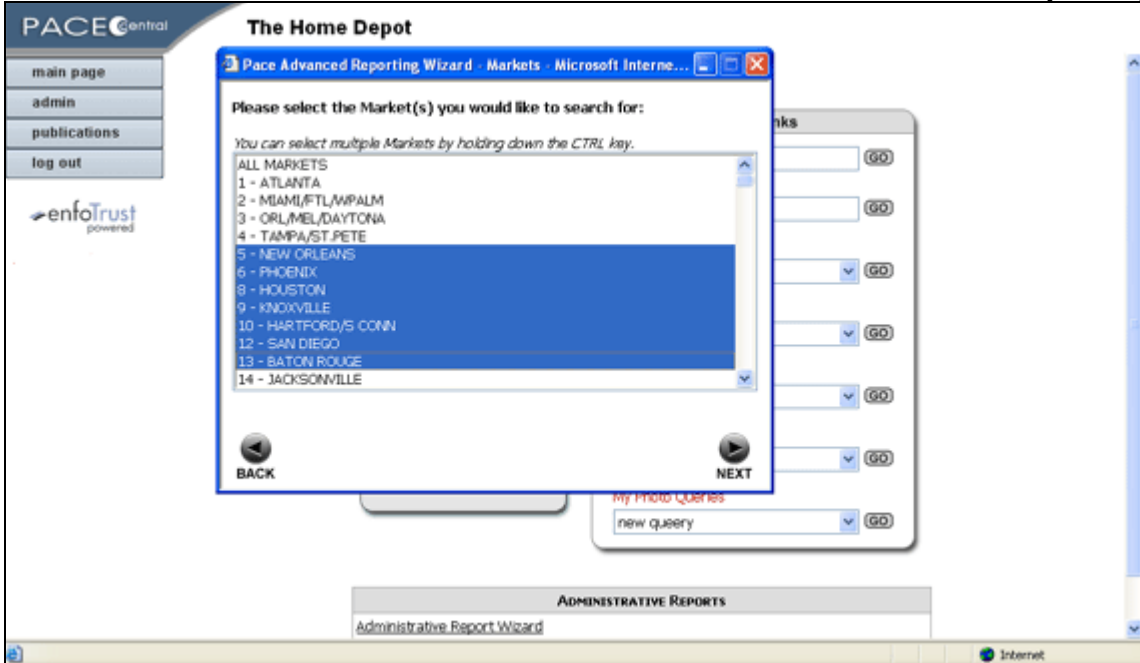 PACE Central
The Home Depot
main page
admin
publications
log out
enfoTrust
powered
Pace Advanced Reporting Wizard - Markets - Microsoft Interne...
Please select the Market(s) you would like to search for:
You can select multiple Markets by holding down the CTRL key.
ALL MARKETS
1 - ATLANTA
2 - MIAMI/FTL/WPALM
3 - ORL/MEL/DAYTONA
4 - TAMPA/ST.PETE
5 - NEW ORLEANS
6 - PHOENIX
8 - HOUSTON
9 - KNOXVILLE
10 - HARTFORD/S CONN
12 - SAN DIEGO
13 - BATON ROUGE
14 - JACKSONVILLE
BACK
NEXT
nks
GO
GO
GO
GO
GO
GO
My Photo Queries
new queery
GO
ADMINISTRATIVE REPORTS
Administrative Report Wizard
Internet